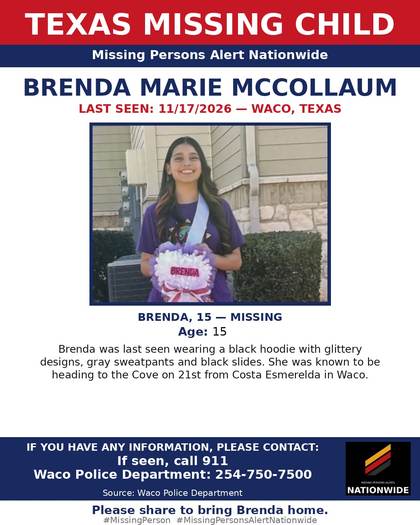 TEXAS MISSING CHILD
Missing Persons Alert Nationwide
BRENDA MARIE MCCOLLAUM
LAST SEEN: 11/17/2026 — WACO, TEXAS
BRENDA
BRENDA, 15 — MISSING
Age: 15
Brenda was last seen wearing a black hoodie with glittery
designs, gray sweatpants and black slides. She was known to be
heading to the Cove on 21st from Costa Esmerelda in Waco.
IF YOU HAVE ANY INFORMATION, PLEASE CONTACT:
If seen, call 911
Waco Police Department: 254-750-7500
Source: Waco Police Department
MISSING PERSONS ALERTS
NATIONWIDE
Please share to bring Brenda home.
#MissingPerson #MissingPersonsAlertNationwide